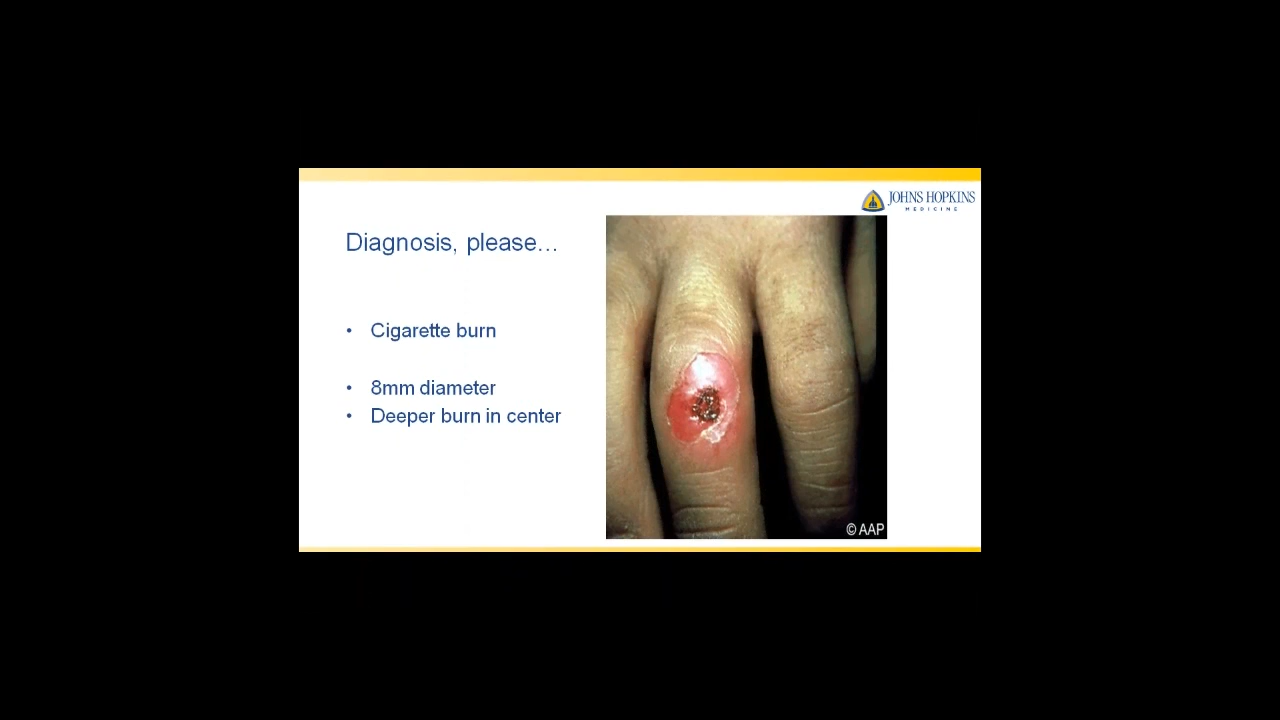 JOHNS HOPKINS
MEDICINE
Diagnosis, please...
• Cigarette burn
• 8mm diameter
• Deeper burn in center
© AAP